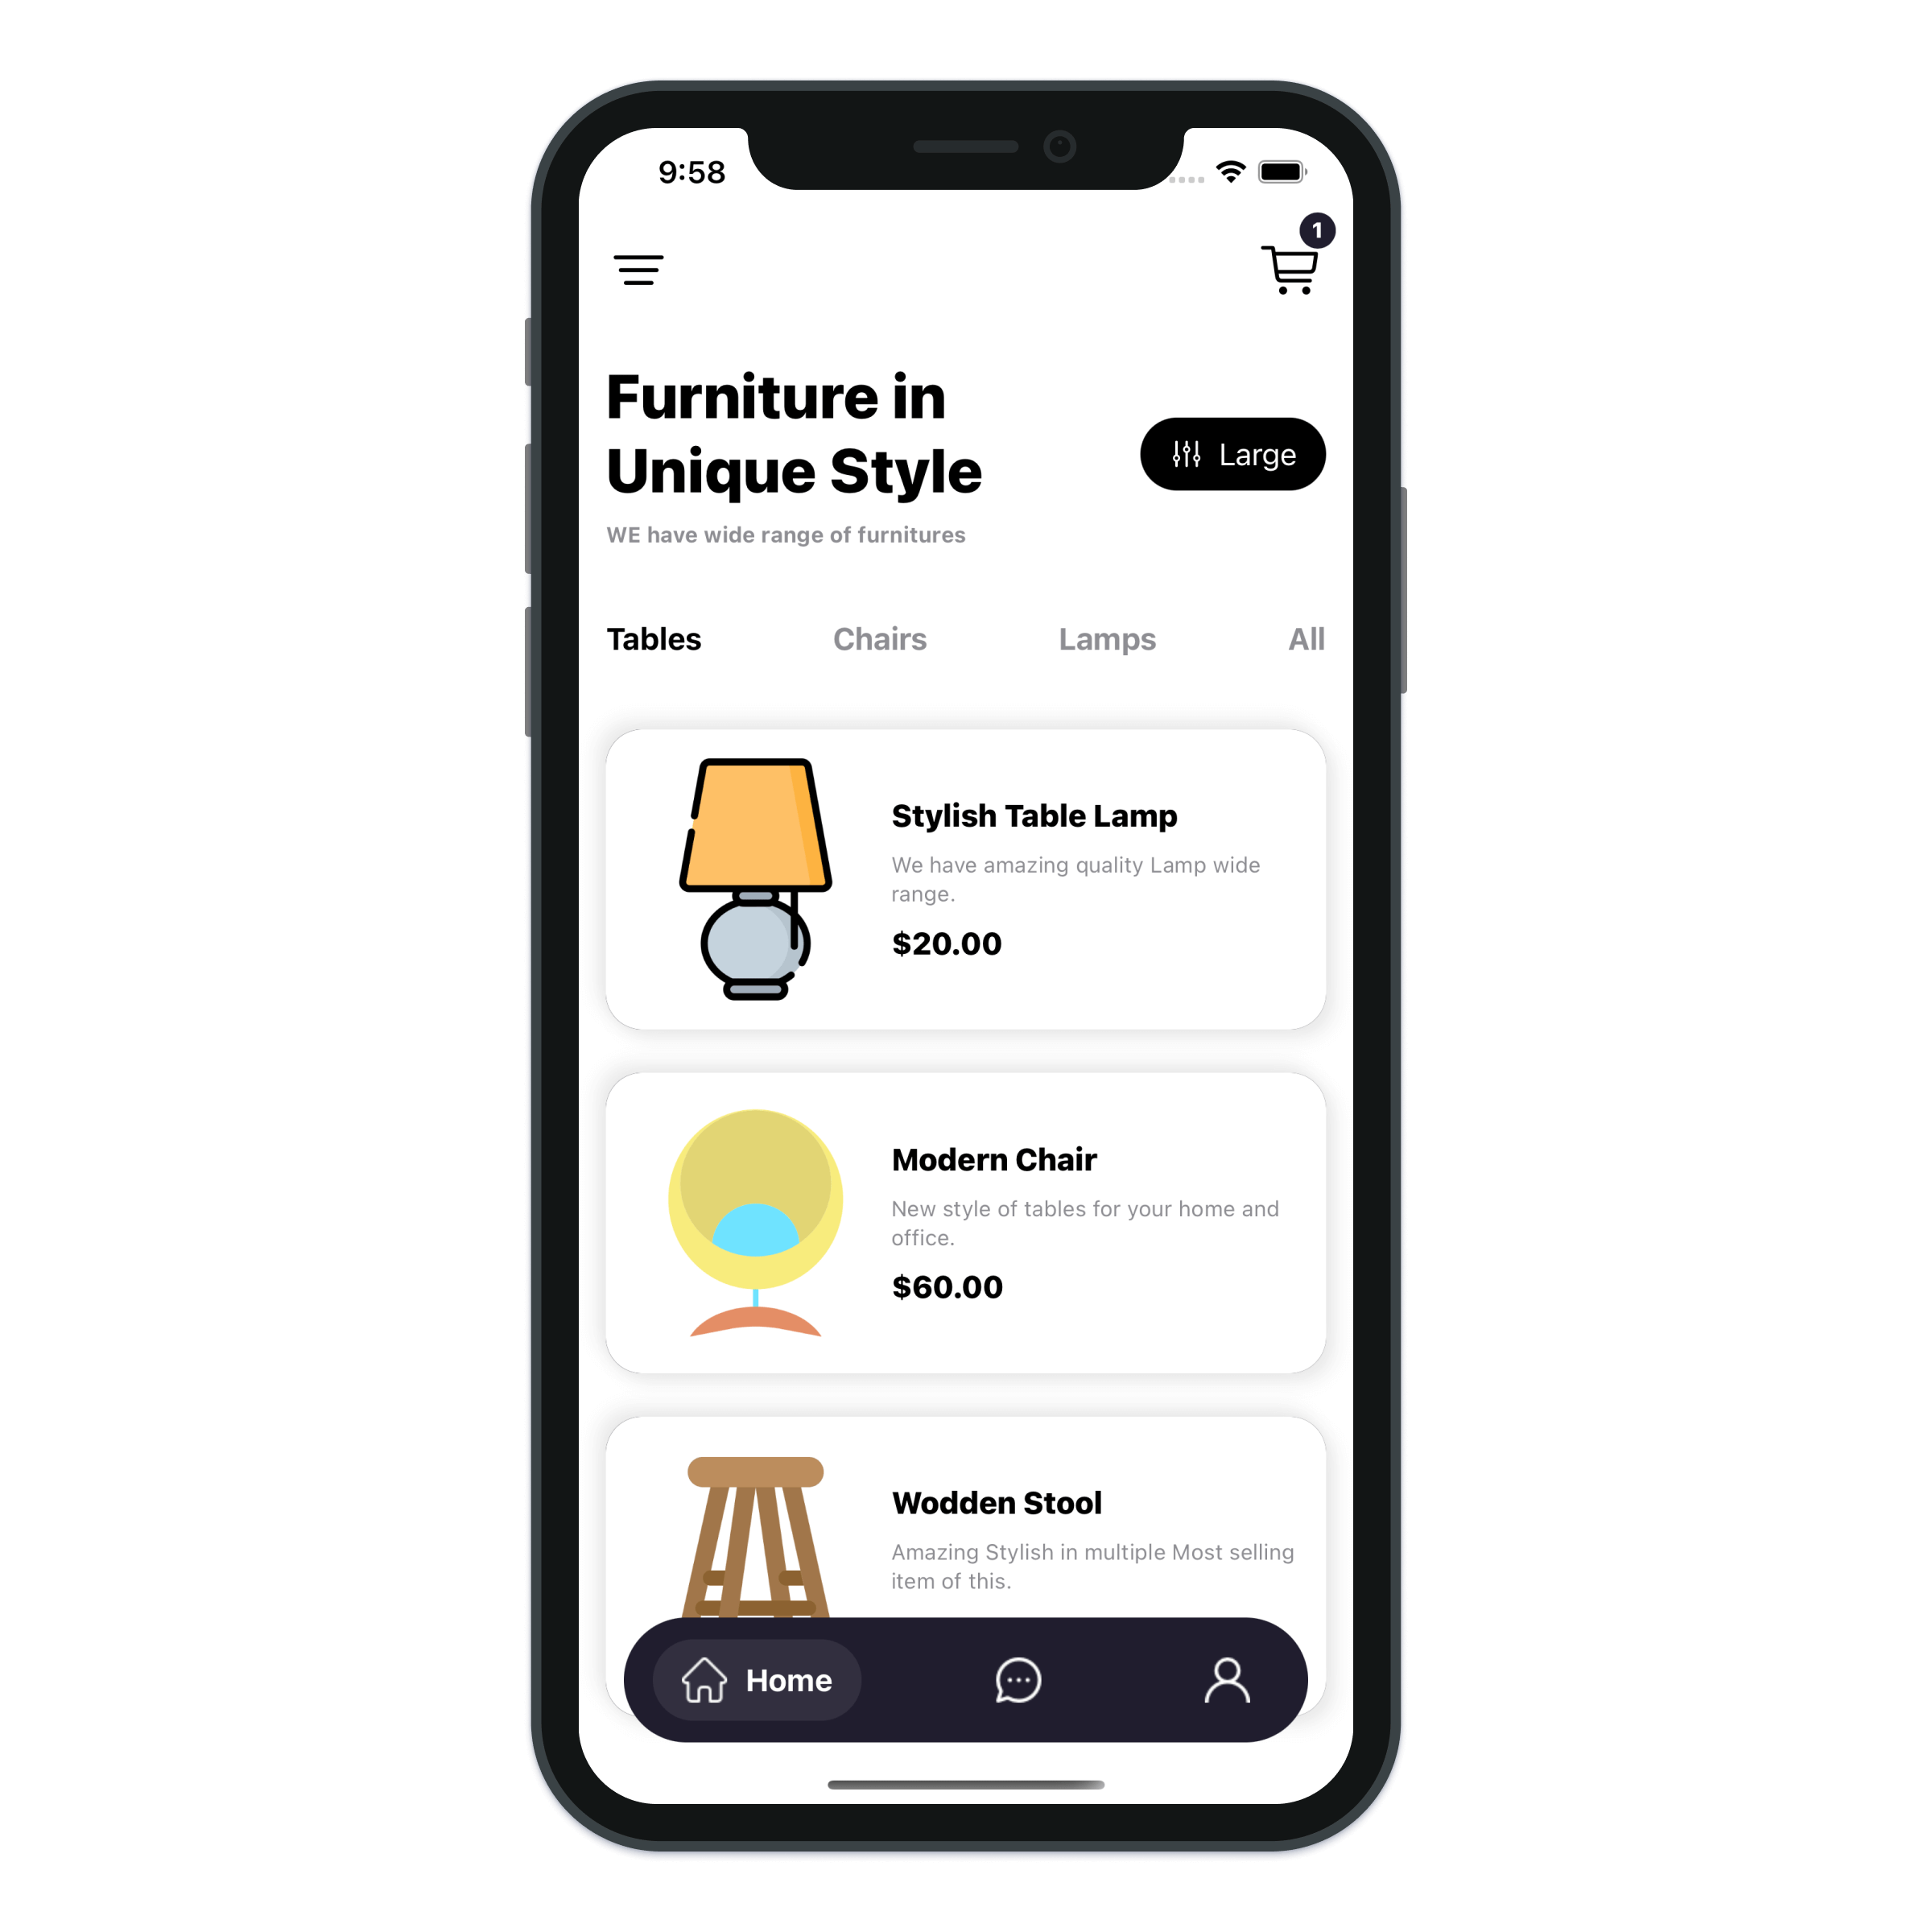 9:58
1
Furniture in
Unique Style
Large
WE have wide range of furnitures
Tables Chairs Lamps All
Stylish Table Lamp
We have amazing quality Lamp wide
range.
$20.00
Modern Chair
New style of tables for your home and
office.
$60.00
Wodden Stool
Amazing Stylish in multiple Most selling
item of this.
Home